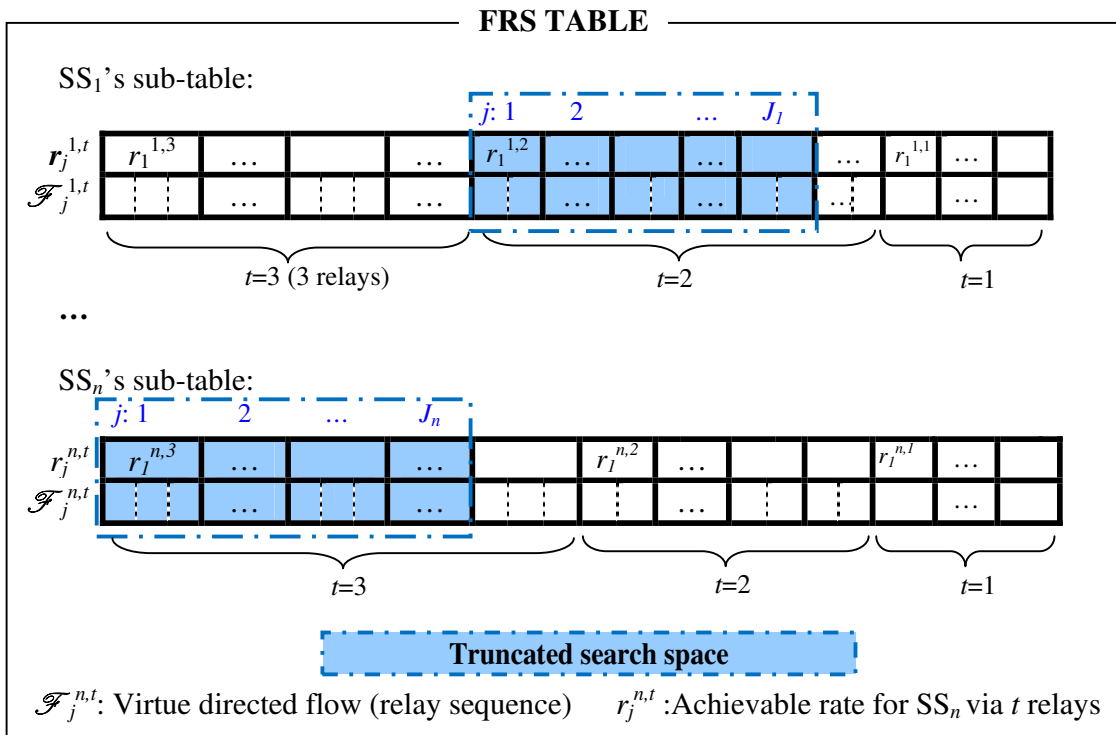 FRS TABLE
SS₁'s sub-table:
j: 1 2 ... J₁
r_j^{1,t} r_1^{1,3} ... ... r_1^{1,2} ... ... ... r_1^{1,1} ...
ℱ_j^{1,t} ... ... ... ... ... ...
t=3 (3 relays) t=2 t=1
...
SSₙ's sub-table:
j: 1 2 ... Jₙ
r_j^{n,t} r_1^{n,3} ... ... r_1^{n,2} ... r_1^{n,1} ...
ℱ_j^{n,t} ... ... ... ...
t=3 t=2 t=1
Truncated search space
ℱ_j^{n,t}: Virtue directed flow (relay sequence) r_j^{n,t} :Achievable rate for SSₙ via t relays